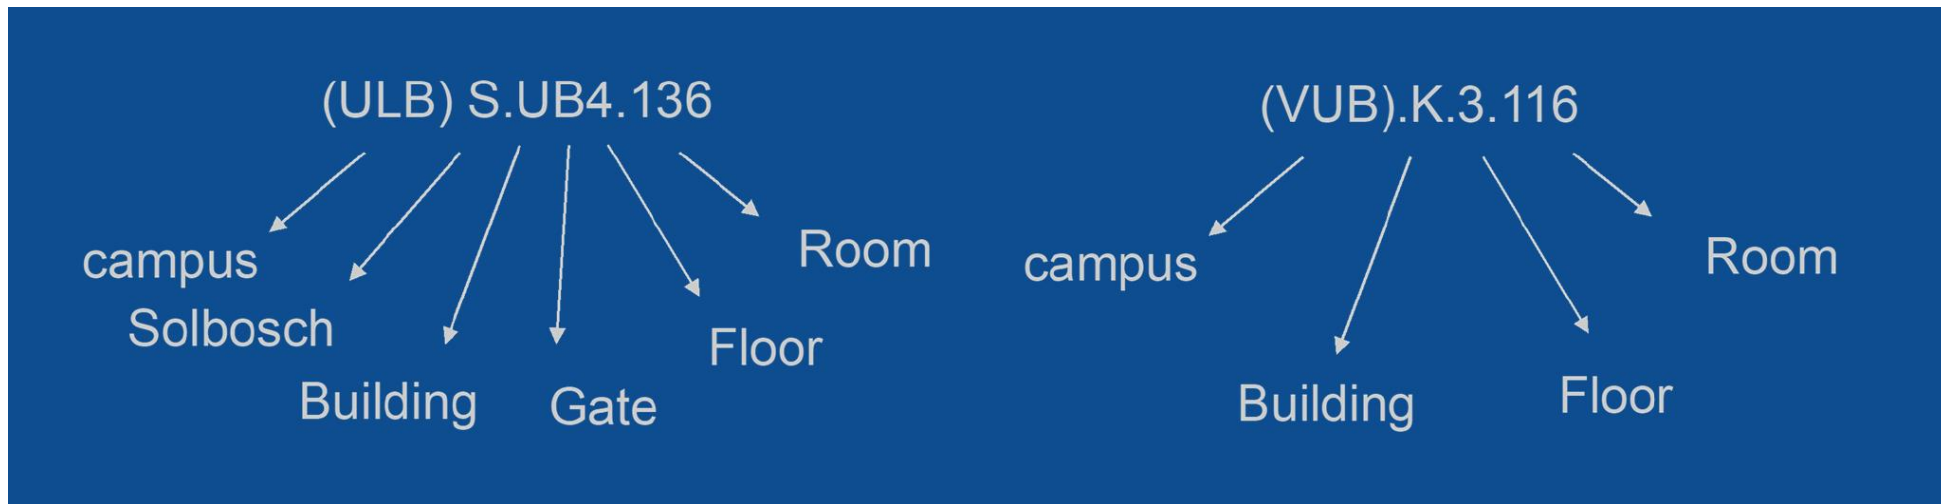 (ULB) S.UB4.136
campus
Solbosch
Building
Gate
Floor
Room
(VUB).K.3.116
campus
Building
Floor
Room